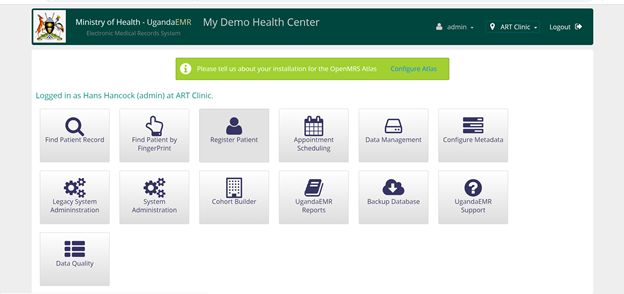 Ministry of Health - UgandaEMR My Demo Health Center
Electronic Medical Records System
admin ART Clinic Logout
Please tell us about your installation for the OpenMRS Atlas Configure Atlas
Logged in as Hans Hancock (admin) at ART Clinic.
Find Patient Record
Find Patient by
FingerPrint
Register Patient
Appointment
Scheduling
Data Management
Configure Metadata
Legacy System
Admininstration
System
Administration
Cohort Builder
UgandaEMR
Reports
Backup Database
UgandaEMR
Support
Data Quality